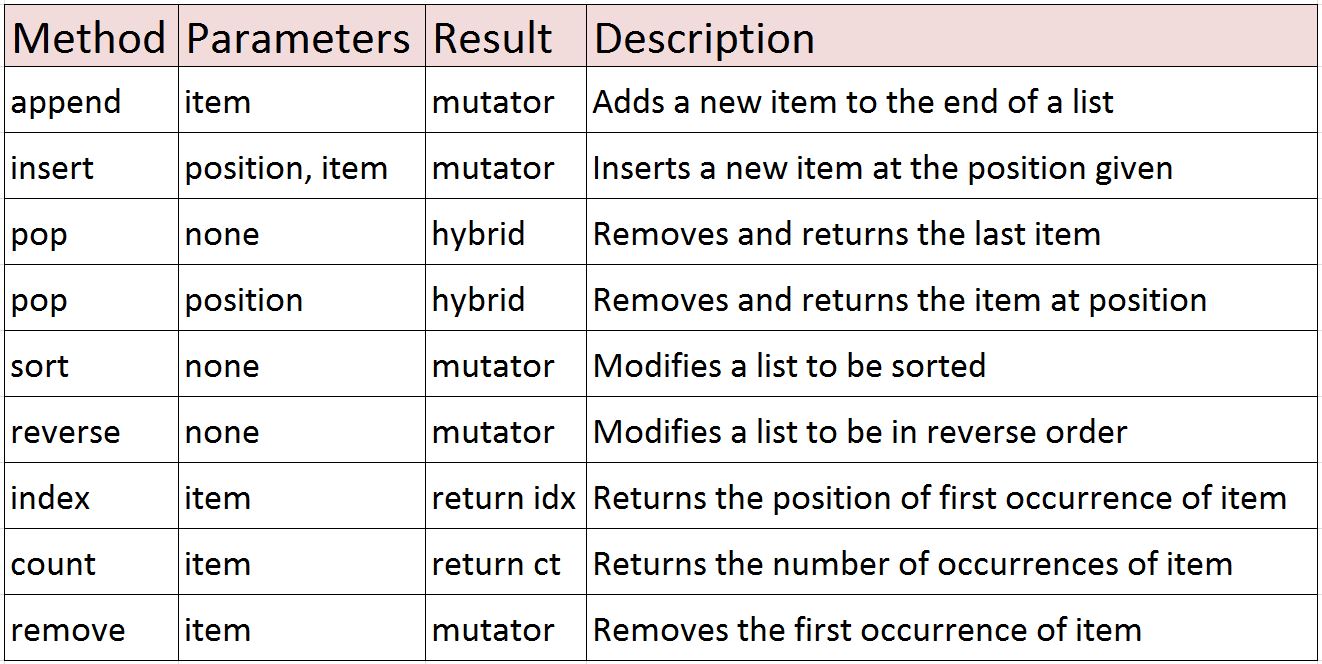 Method Parameters Result Description
append item mutator Adds a new item to the end of a list
insert position, item mutator Inserts a new item at the position given
pop none hybrid Removes and returns the last item
pop position hybrid Removes and returns the item at position
sort none mutator Modifies a list to be sorted
reverse none mutator Modifies a list to be in reverse order
index item return idx Returns the position of first occurrence of item
count item return ct Returns the number of occurrences of item
remove item mutator Removes the first occurrence of item